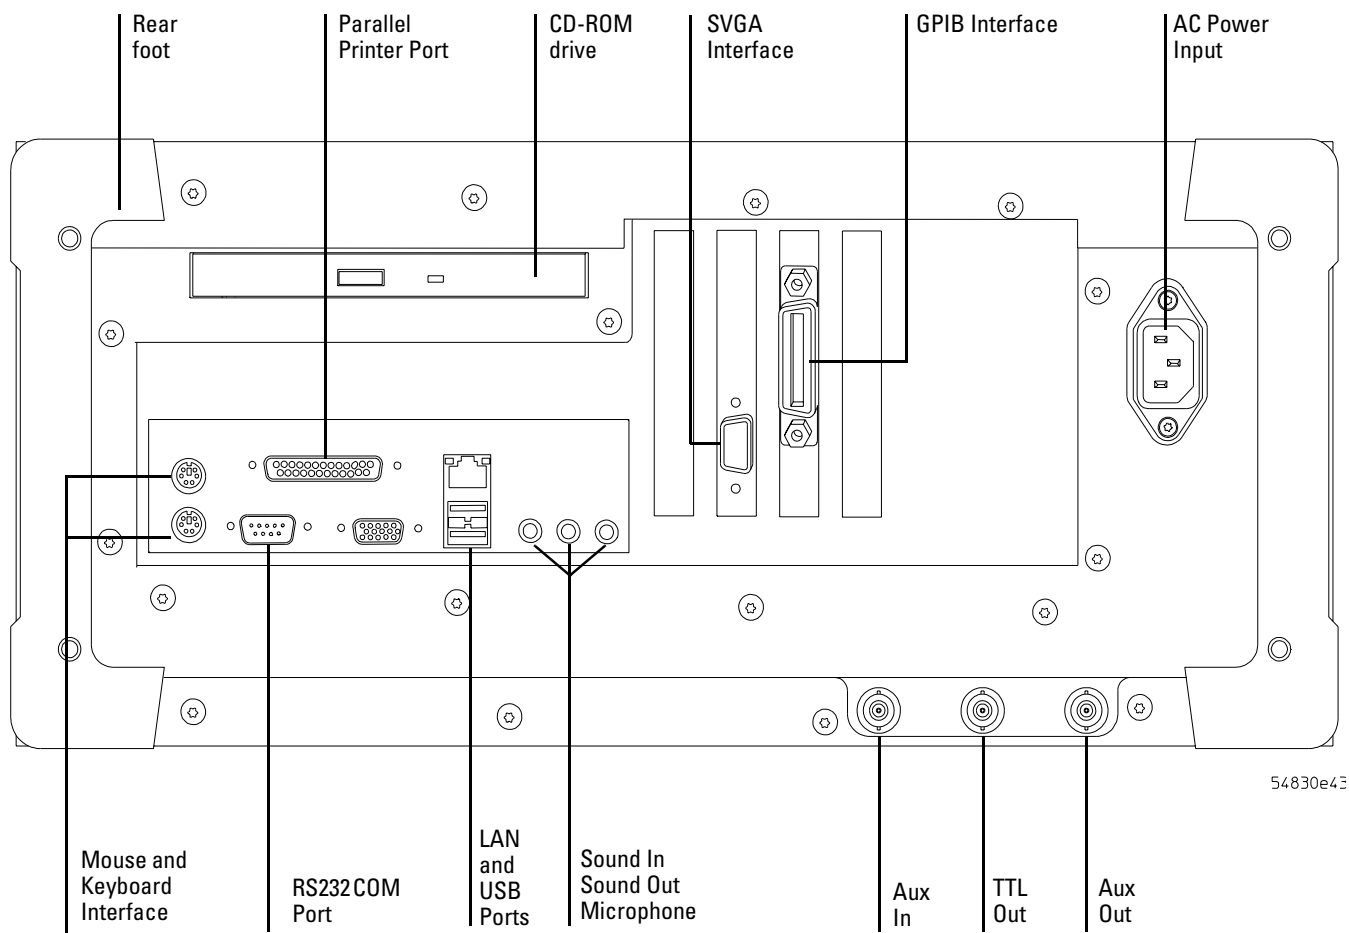 Rear
foot
Parallel
Printer Port
CD-ROM
drive
SVGA
Interface
GPIB Interface
AC Power
Input
54830e43
Mouse and
Keyboard
Interface
RS232 COM
Port
LAN
and
USB
Ports
Sound In
Sound Out
Microphone
Aux
In
TTL
Out
Aux
Out